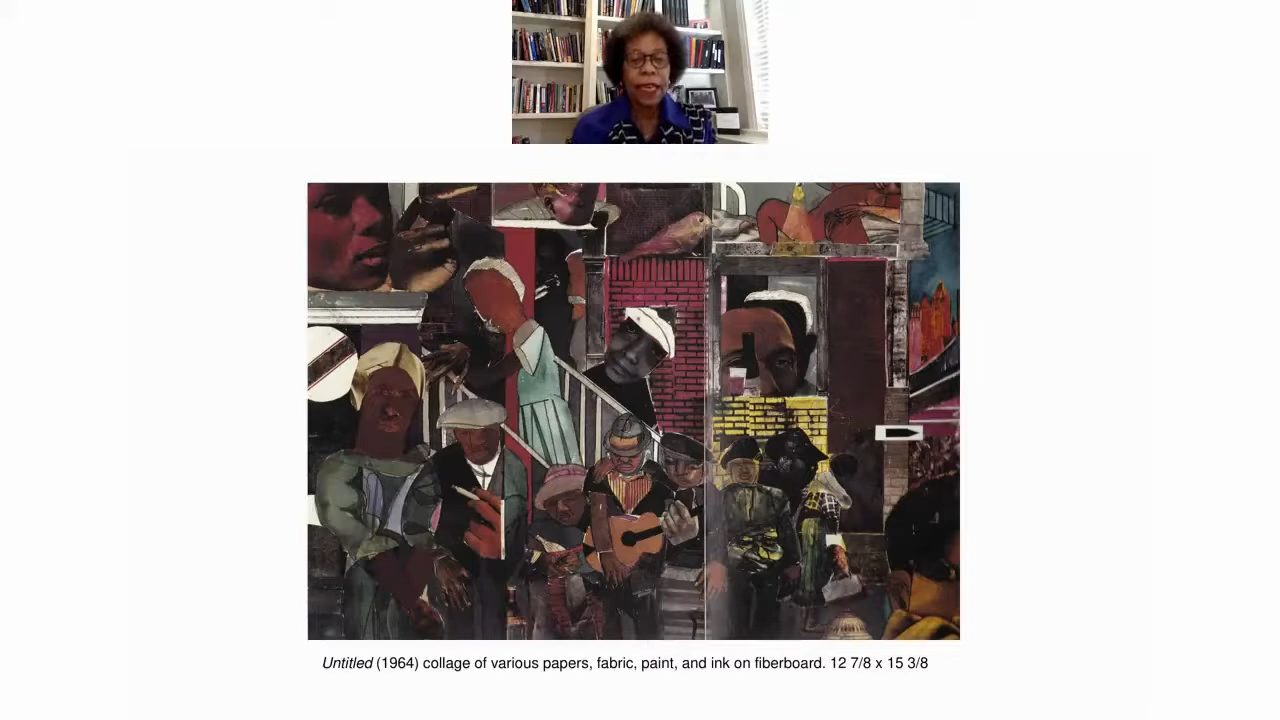 Untitled (1964) collage of various papers, fabric, paint, and ink on fiberboard. 12 7/8 x 15 3/8